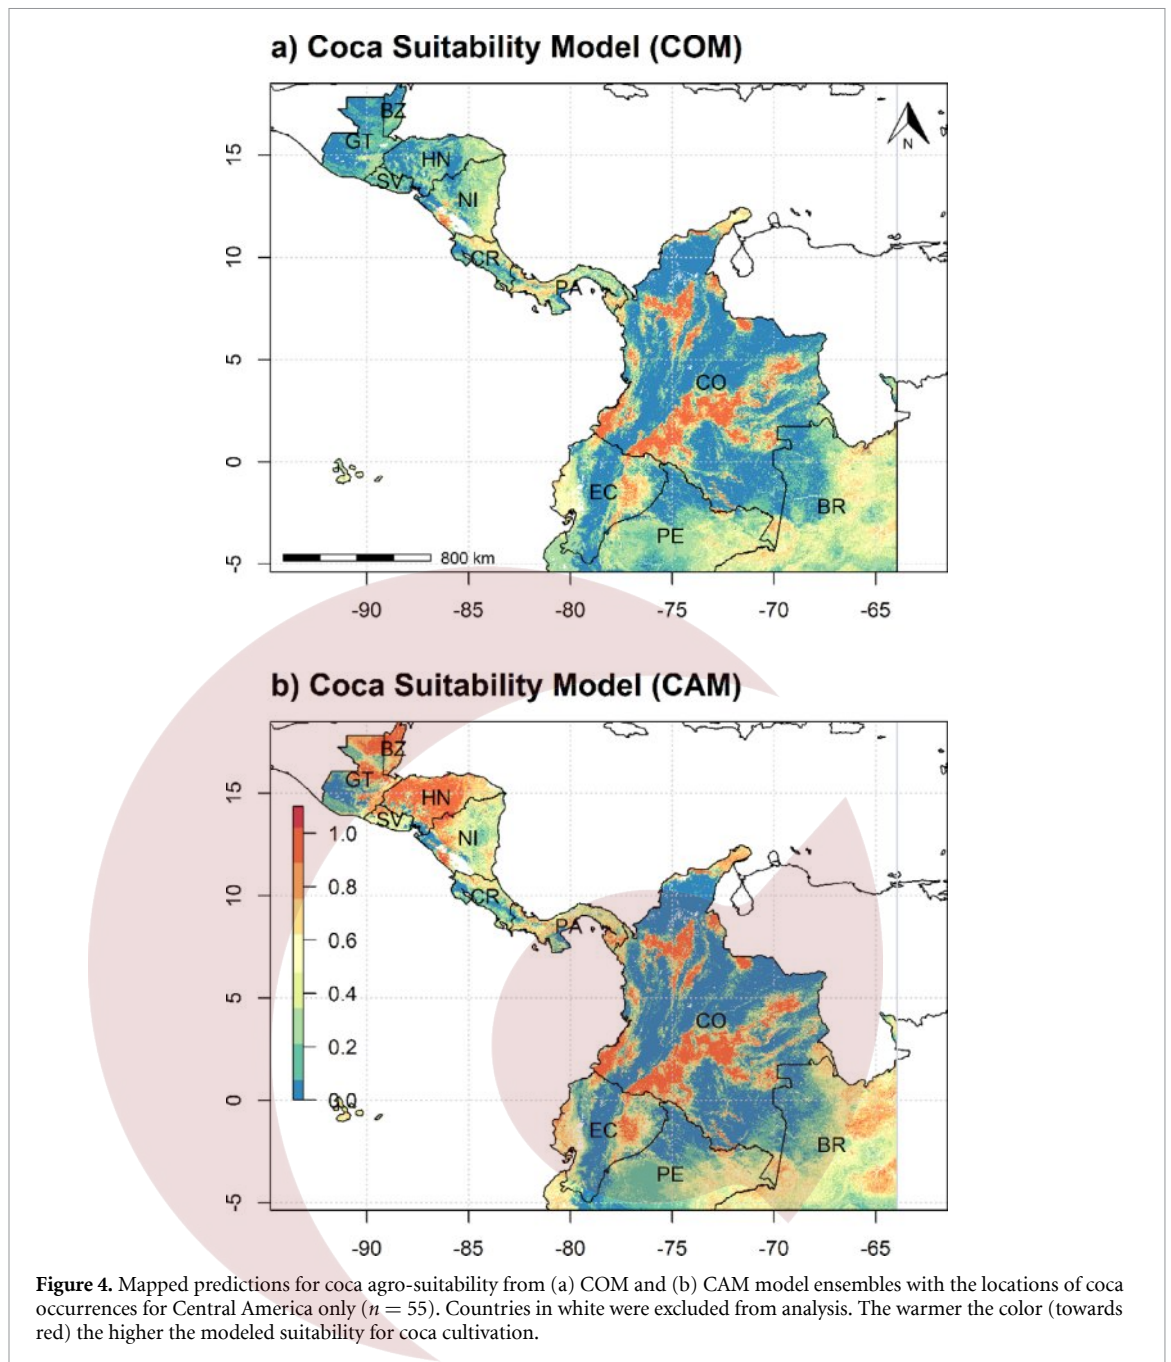 a) Coca Suitability Model (COM)
N
15
10
5
0
-5
BZ
GT
HN
SV
NI
CR
PA
CO
EC
PE
BR
800 km
-90 -85 -80 -75 -70 -65
b) Coca Suitability Model (CAM)
15
10
5
0
-5
BZ
GT
HN
SV
NI
CR
PA
CO
EC
PE
BR
1.0
0.8
0.6
0.4
0.2
0.0
-90 -85 -80 -75 -70 -65
Figure 4. Mapped predictions for coca agro-suitability from (a) COM and (b) CAM model ensembles with the locations of coca
occurrences for Central America only (n = 55). Countries in white were excluded from analysis. The warmer the color (towards
red) the higher the modeled suitability for coca cultivation.